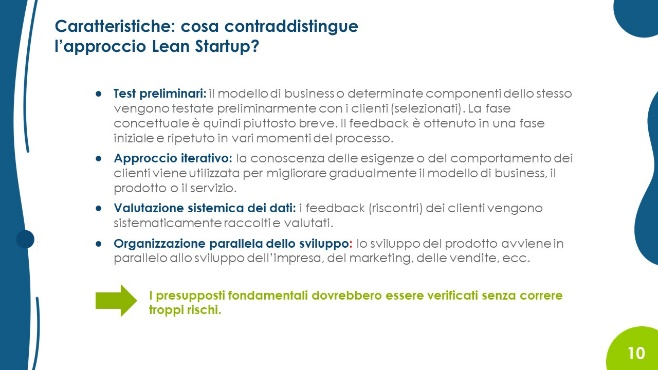 Caratteristiche: cosa contraddistingue
l’approccio Lean Startup?
● Test preliminari: il modello di business o determinate componenti dello stesso
vengono testate preliminarmente con i clienti (selezionati). La fase
concettuale è quindi piuttosto breve. Il feedback è ottenuto in una fase
iniziale e ripetuto in vari momenti del processo.
● Approccio iterativo: la conoscenza delle esigenze o del comportamento dei
clienti viene utilizzata per migliorare gradualmente il modello di business, il
prodotto o il servizio.
● Valutazione sistemica dei dati: i feedback (riscontri) dei clienti vengono
sistematicamente raccolti e valutati.
● Organizzazione parallela dello sviluppo: lo sviluppo del prodotto avviene in
parallelo allo sviluppo dell’impresa, del marketing, delle vendite, ecc.
I presupposti fondamentali dovrebbero essere verificati senza correre
troppi rischi.
10